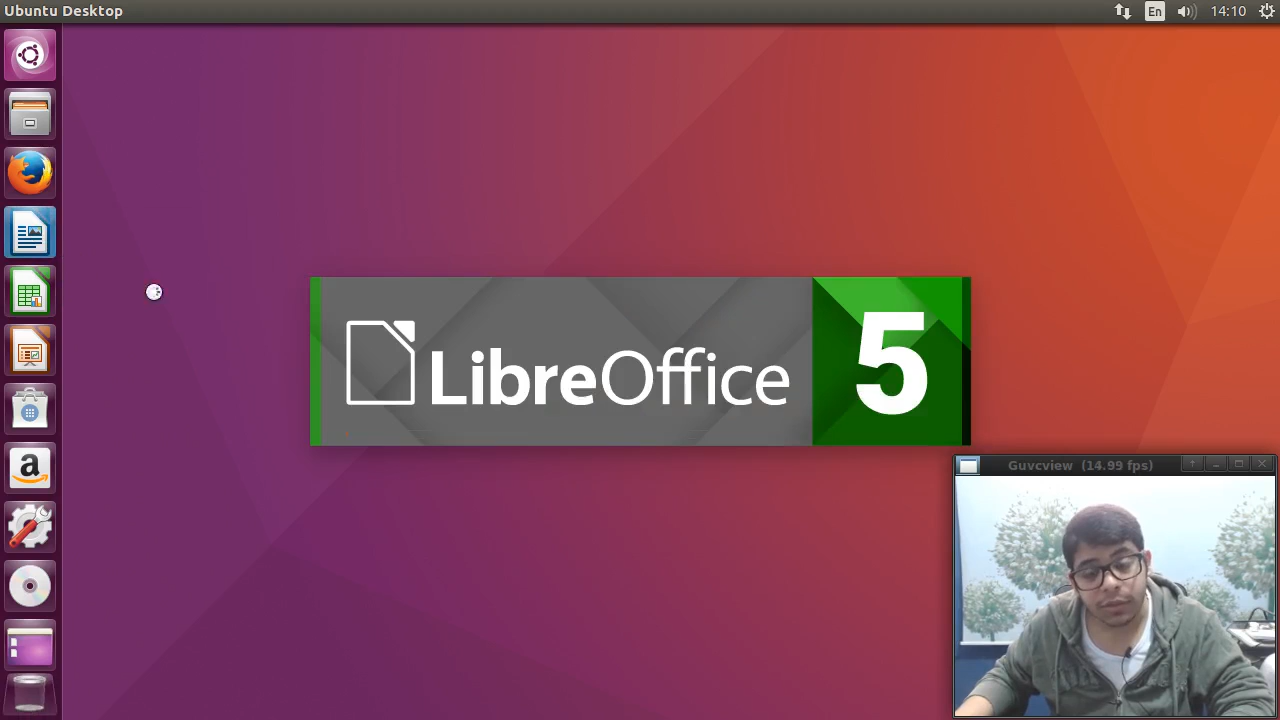 Ubuntu Desktop
En
14:10
LibreOffice
5
a
Guvcview (14.99 fps)